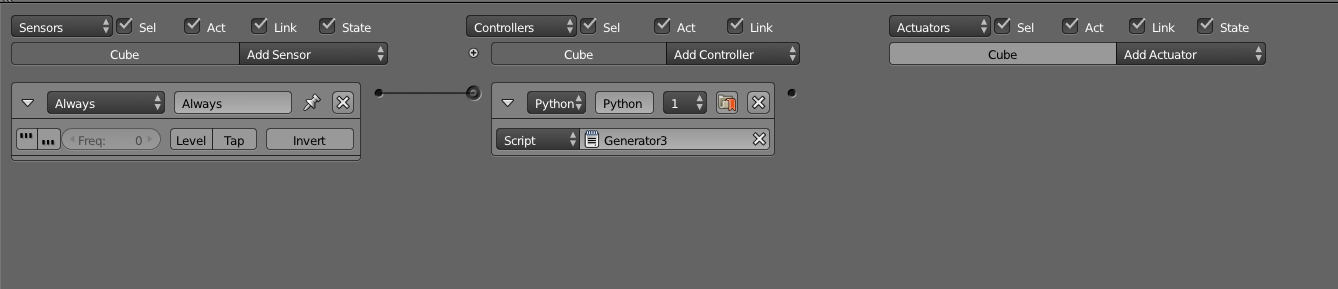 Sensors Sel Act Link State Controllers Sel Act Link Actuators Sel Act Link State
Cube Add Sensor Cube Add Controller Cube Add Actuator
Always Always Python Python 1
Freq: 0 Level Tap Invert Script Generator3